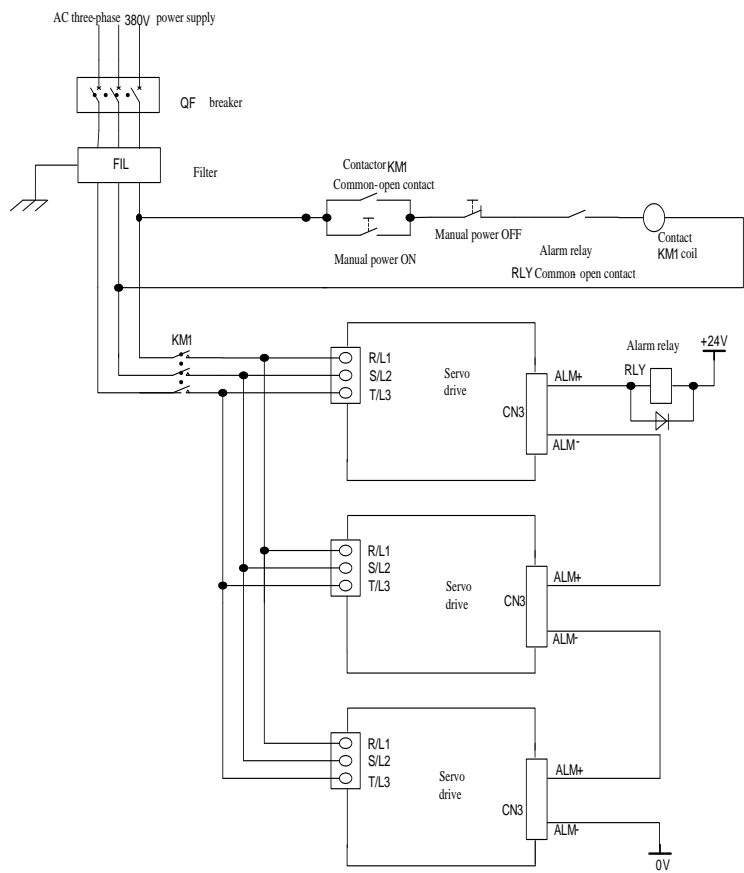 AC three-phase 380V power supply
QF breaker
FIL
Filter
Contactor KM1
Common-open contact
Manual power ON
Manual power OFF
Alarm relay
RLY Common open contact
Contact
KM1 coil
KM1
R/L1
S/L2
T/L3
Servo
drive
CN3
ALM+
ALM-
Alarm relay
RLY
+24V
R/L1
S/L2
T/L3
Servo
drive
CN3
ALM+
ALM-
R/L1
S/L2
T/L3
Servo
drive
CN3
ALM+
ALM-
0V